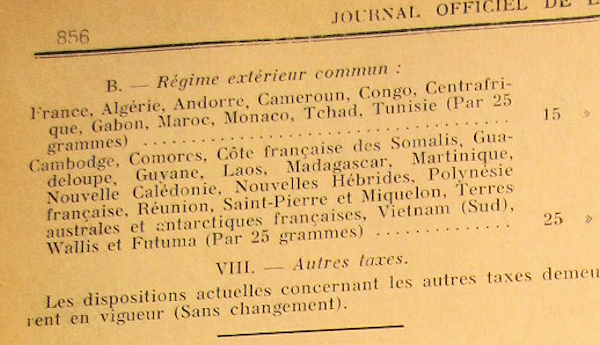 856
JOURNAL OFFICIEL DE
B. — Régime extérieur commun :
France, Algérie, Andorre, Cameroun, Congo, Centrafri-
que, Gabon, Maroc, Monaco, Tchad, Tunisie (Par 25
grammes) .......... 15 »
Cambodge, Comores, Côte française des Somalis, Gua-
deloupe, Guyane, Laos, Madagascar, Martinique,
Nouvelle Calédonie, Nouvelles Hébrides, Polynésie
française, Réunion, Saint-Pierre et Miquelon, Terres
australes et antarctiques françaises, Vietnam (Sud),
Wallis et Futuma (Par 25 grammes) .......... 25 »
VIII. — Autres taxes.
Les dispositions actuelles concernant les autres taxes demeu-
rent en vigueur (Sans changement).